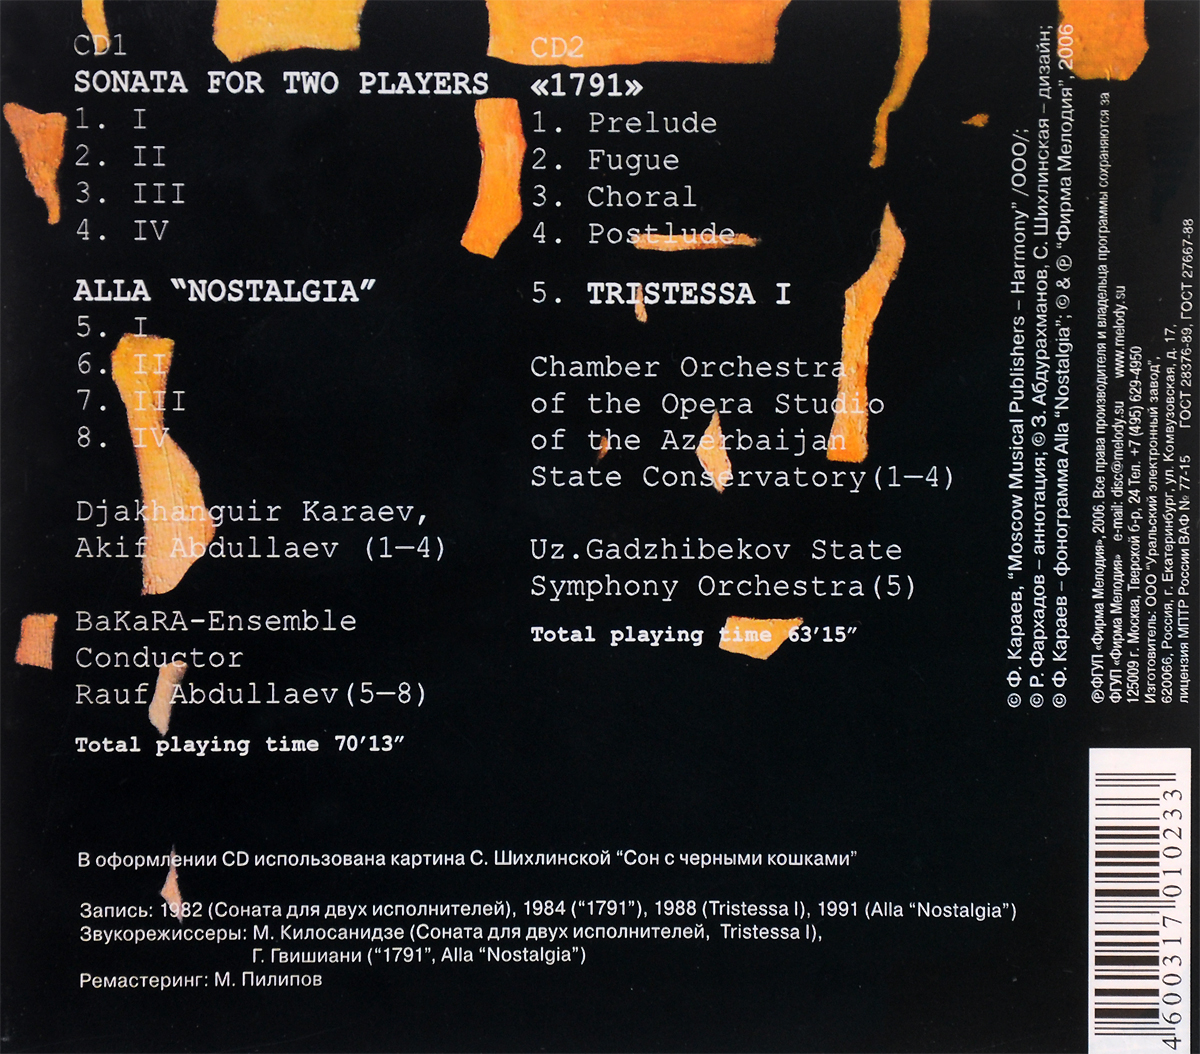 CD1
SONATA FOR TWO PLAYERS
1. I
2. II
3. III
4. IV
ALLA “NOSTALGIA”
5. I
6. II
7. III
8. IV
Djakhanguir Karaev,
Akif Abdullaev (1–4)
BaKaRA-Ensemble
Conductor
Rauf Abdullaev(5–8)
Total playing time 70’13”
CD2
«1791»
1. Prelude
2. Fugue
3. Choral
4. Postlude
5. TRISTESSA I
Chamber Orchestra
of the Opera Studio
of the Azerbaijan
State Conservatory(1–4)
Uz.Gadzhibekov State
Symphony Orchestra(5)
Total playing time 63’15”
В оформлении CD использована картина С. Шихлинской “Сон с черными кошками”
Запись: 1982 (Соната для двух исполнителей), 1984 (“1791”), 1988 (Tristessa I), 1991 (Alla “Nostalgia”)
Звукорежиссеры: М. Килосанидзе (Соната для двух исполнителей, Tristessa I),
Г. Гвишиани (“1791”, Alla “Nostalgia”)
Ремастеринг: М. Пилипов
© Ф. Караев, “Moscow Musical Publishers – Harmony” /ООО/;
© Р. Фархадов – аннотация; © З. Абдурахманов, С. Шихлинская – дизайн;
© Ф. Караев – фонограмма Alla “Nostalgia”; © & ℗ “Фирма Мелодия”, 2006
℗ФГУП «Фирма Мелодия», 2006. Все права производителя и владельца программы сохраняются за
ФГУП «Фирма Мелодия» e-mail: disc@melody.su www.melody.su
125009 г. Москва, Тверской б-р, 24 Тел. +7 (495) 629-4950
Изготовитель: ООО “Уральский электронный завод”,
620066, Россия, г. Екатеринбург, ул. Комвузовская, д. 17,
лицензия МПТР России ВАФ № 77-15 ГОСТ 28376-89, ГОСТ 27667-88
4600317010233